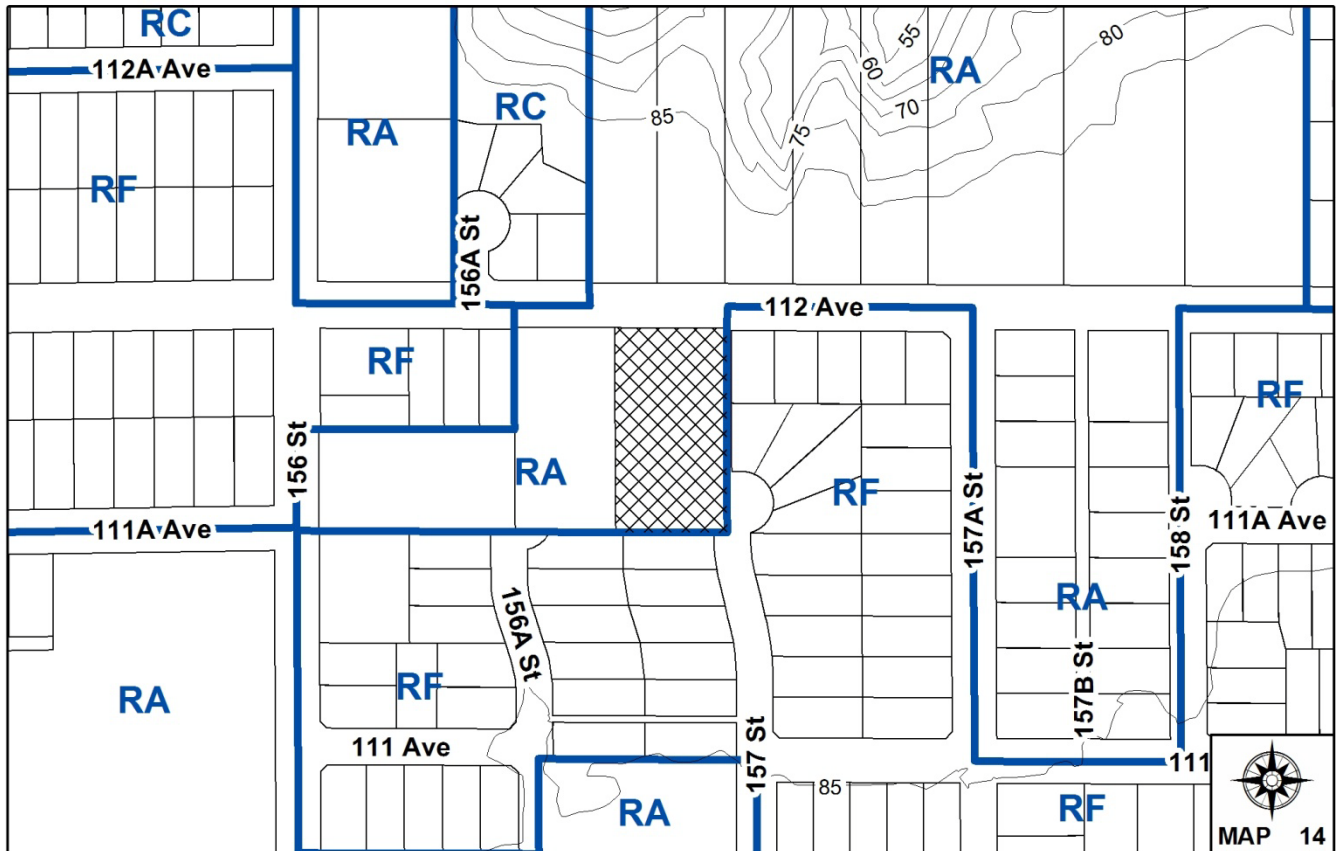 RC
112A Ave
RA
RC
RF
156A St
85
75
60
55
70
80
RA
112 Ave
RF
156 St
111A Ave
RA
RF
157A St
158 St
RF
111A Ave
RA
157B St
156A St
RF
RA
111 Ave
157 St
111
85
RA
RF
MAP 14